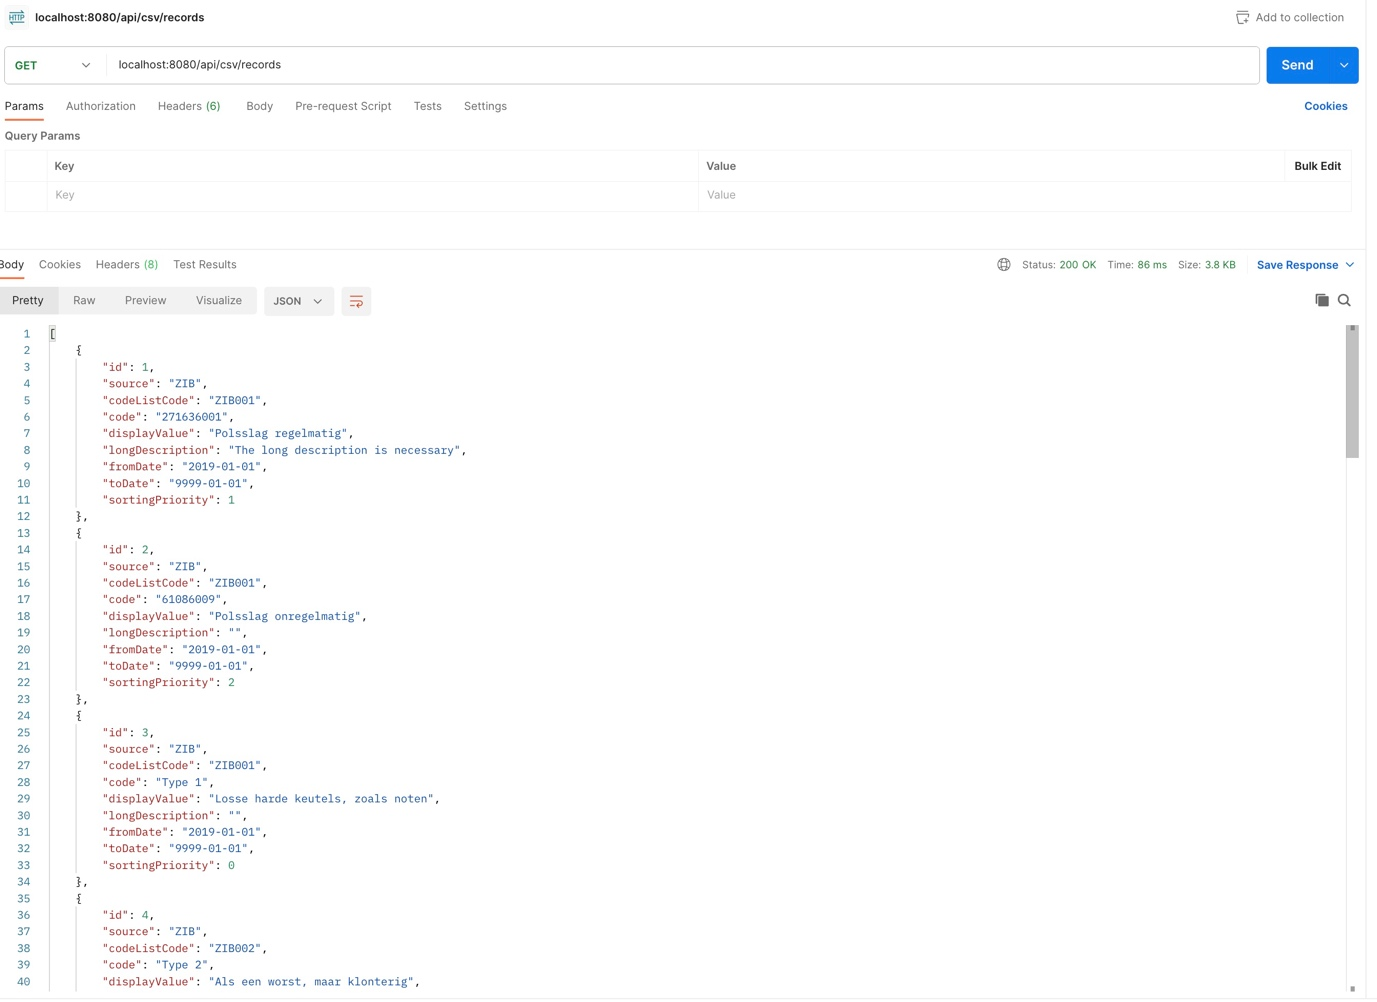 HTTP localhost:8080/api/csv/records Add to collection
GET localhost:8080/api/csv/records Send
Params Authorization Headers (6) Body Pre-request Script Tests Settings Cookies
Query Params
Key Value Bulk Edit
Key Value
Body Cookies Headers (8) Test Results Status: 200 OK Time: 86 ms Size: 3.8 KB Save Response
Pretty Raw Preview Visualize JSON
1 [
2 {
3 "id": 1,
4 "source": "ZIB",
5 "codeListCode": "ZIB001",
6 "code": "271636001",
7 "displayValue": "Polsslag regelmatig",
8 "longDescription": "The long description is necessary",
9 "fromDate": "2019-01-01",
10 "toDate": "9999-01-01",
11 "sortingPriority": 1
12 },
13 {
14 "id": 2,
15 "source": "ZIB",
16 "codeListCode": "ZIB001",
17 "code": "61086009",
18 "displayValue": "Polsslag onregelmatig",
19 "longDescription": "",
20 "fromDate": "2019-01-01",
21 "toDate": "9999-01-01",
22 "sortingPriority": 2
23 },
24 {
25 "id": 3,
26 "source": "ZIB",
27 "codeListCode": "ZIB001",
28 "code": "Type 1",
29 "displayValue": "Losse harde keutels, zoals noten",
30 "longDescription": "",
31 "fromDate": "2019-01-01",
32 "toDate": "9999-01-01",
33 "sortingPriority": 0
34 },
35 {
36 "id": 4,
37 "source": "ZIB",
38 "codeListCode": "ZIB002",
39 "code": "Type 2",
40 "displayValue": "Als een worst, maar klonterig",